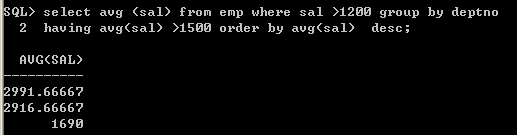 SQL> select avg (sal) from emp where sal >1200 group by deptno
2 having avg(sal) >1500 order by avg(sal) desc;
AVG(SAL)
----------
2991.66667
2916.66667
1690